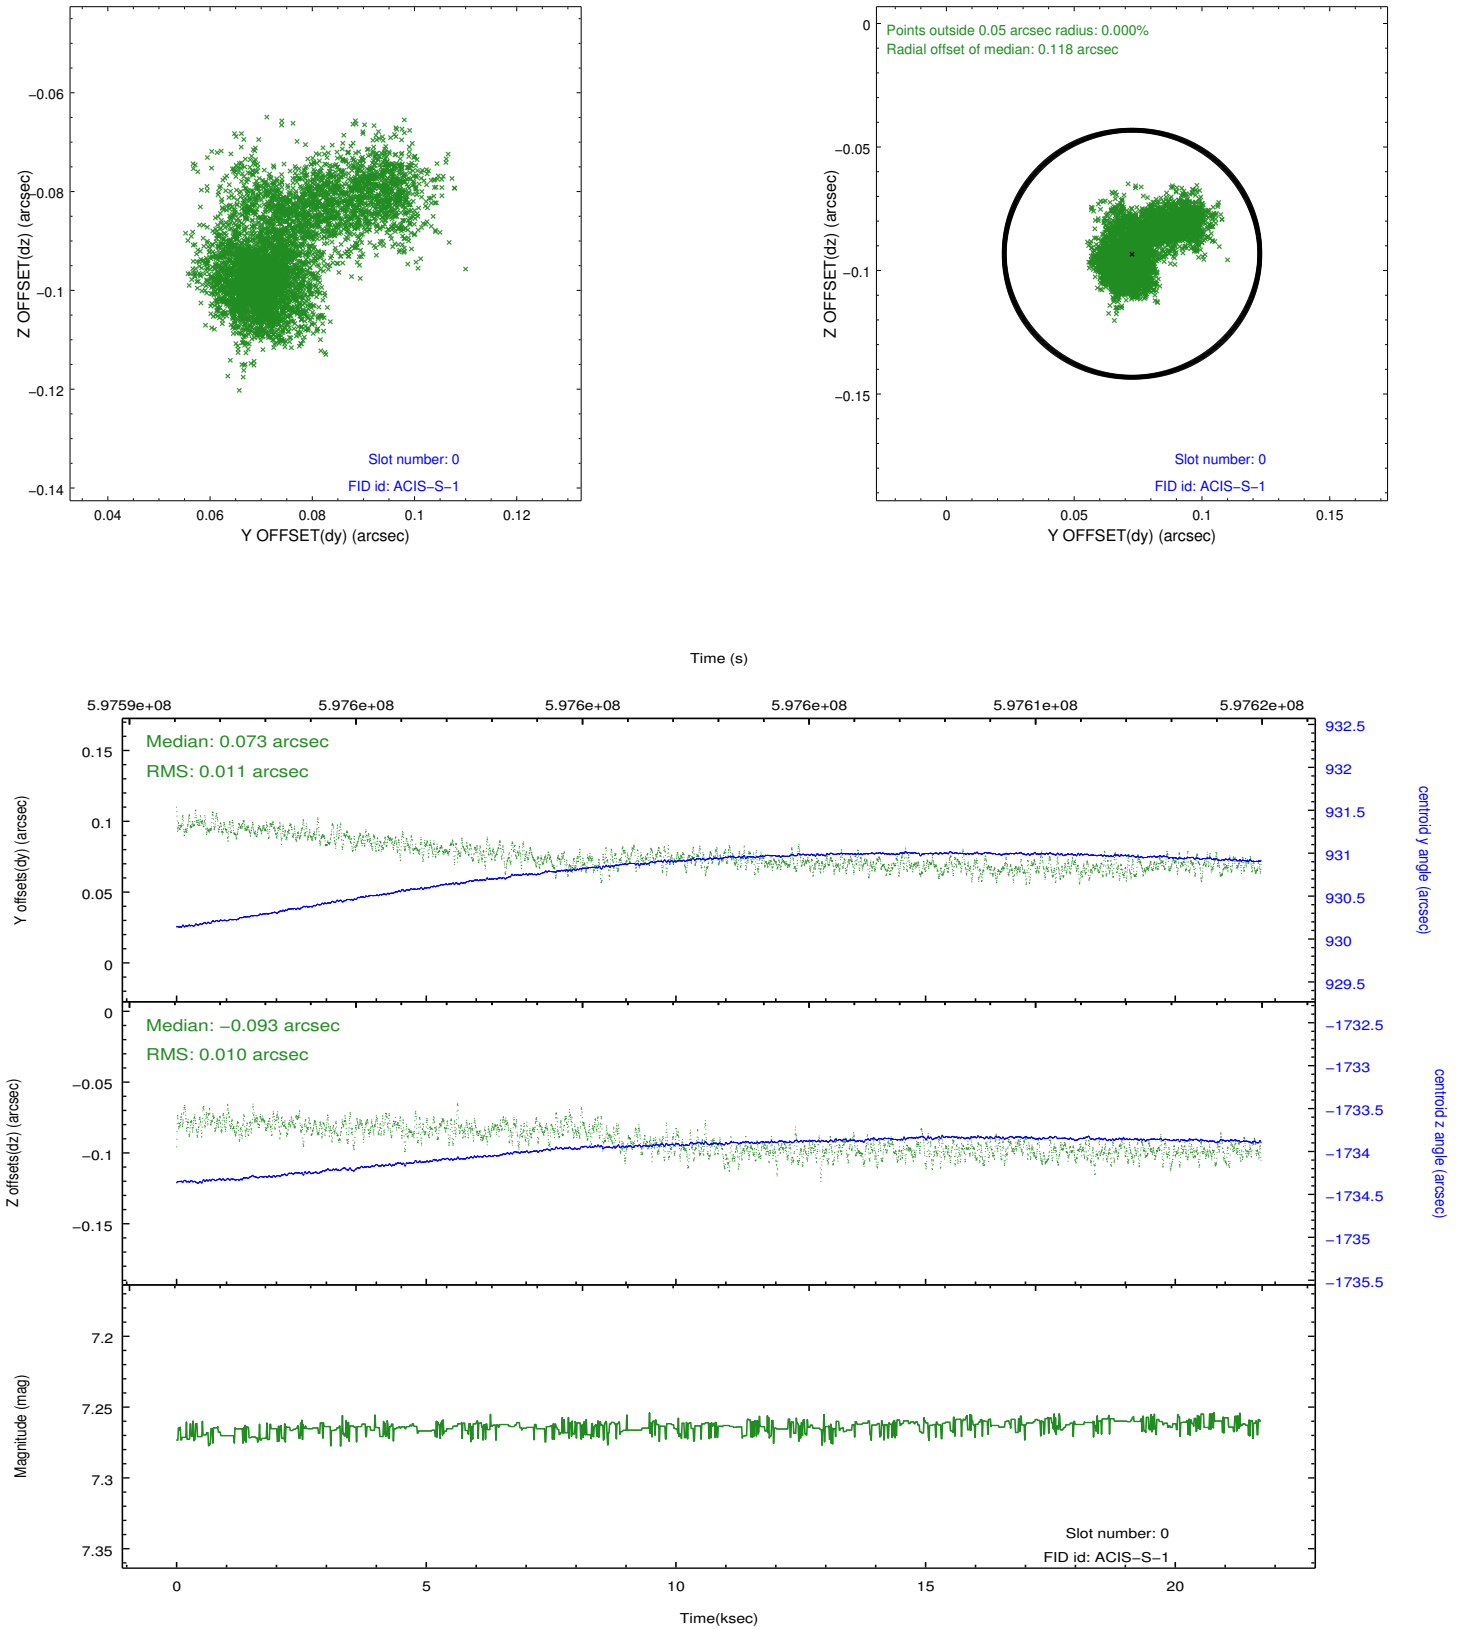 −0.06
−0.08
−0.1
−0.12
−0.14
Z OFFSET(dz) (arcsec)
Slot number: 0
FID id: ACIS−S−1
0.04 0.06 0.08 0.1 0.12
Y OFFSET(dy) (arcsec)
Points outside 0.05 arcsec radius: 0.000%
Radial offset of median: 0.118 arcsec
0
−0.05
−0.1
−0.15
Z OFFSET(dz) (arcsec)
Slot number: 0
FID id: ACIS−S−1
0 0.05 0.1 0.15
Y OFFSET(dy) (arcsec)
Time (s)
5.9759e+08 5.976e+08 5.976e+08 5.976e+08 5.9761e+08 5.9762e+08
Median: 0.073 arcsec
RMS: 0.011 arcsec
0.15
0.1
0.05
0
Y offsets(dy) (arcsec)
932.5
932
931.5
931
930.5
930
929.5
centroid y angle (arcsec)
Median: −0.093 arcsec
RMS: 0.010 arcsec
0
−0.05
−0.1
−0.15
Z offsets(dz) (arcsec)
−1732.5
−1733
−1733.5
−1734
−1734.5
−1735
−1735.5
centroid z angle (arcsec)
7.2
7.25
7.3
7.35
Magnitude (mag)
Slot number: 0
FID id: ACIS−S−1
0 5 10 15 20
Time(ksec)